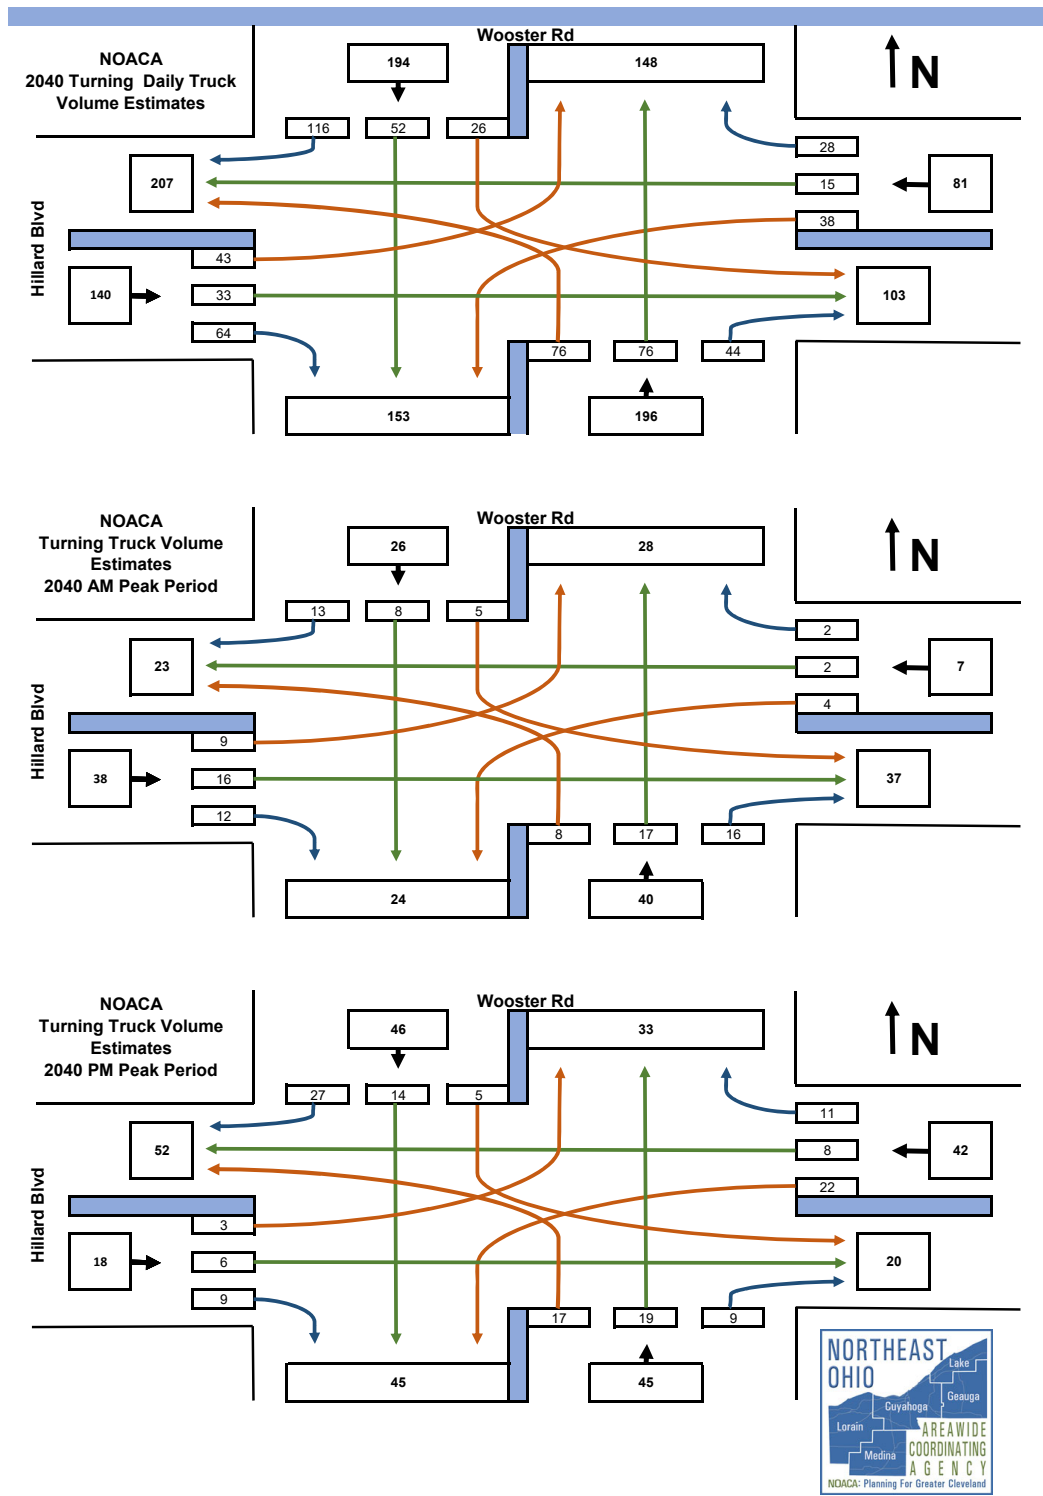 Wooster Rd
NOACA
2040 Turning Daily Truck
Volume Estimates
194
148
N
116
52
26
28
207
15
81
38
Hillard Blvd
43
140
33
103
64
76
76
44
153
196
Wooster Rd
NOACA
Turning Truck Volume
Estimates
2040 AM Peak Period
26
28
N
13
8
5
2
23
2
7
4
Hillard Blvd
9
38
16
37
12
8
17
16
24
40
Wooster Rd
NOACA
Turning Truck Volume
Estimates
2040 PM Peak Period
46
33
N
27
14
5
11
52
8
42
22
Hillard Blvd
3
18
6
20
9
17
19
9
45
45
NORTHEAST
OHIO
Lake
Geauga
Cuyahoga
Lorain
Medina
AREAWIDE
COORDINATING
AGENCY
NOACA: Planning For Greater Cleveland